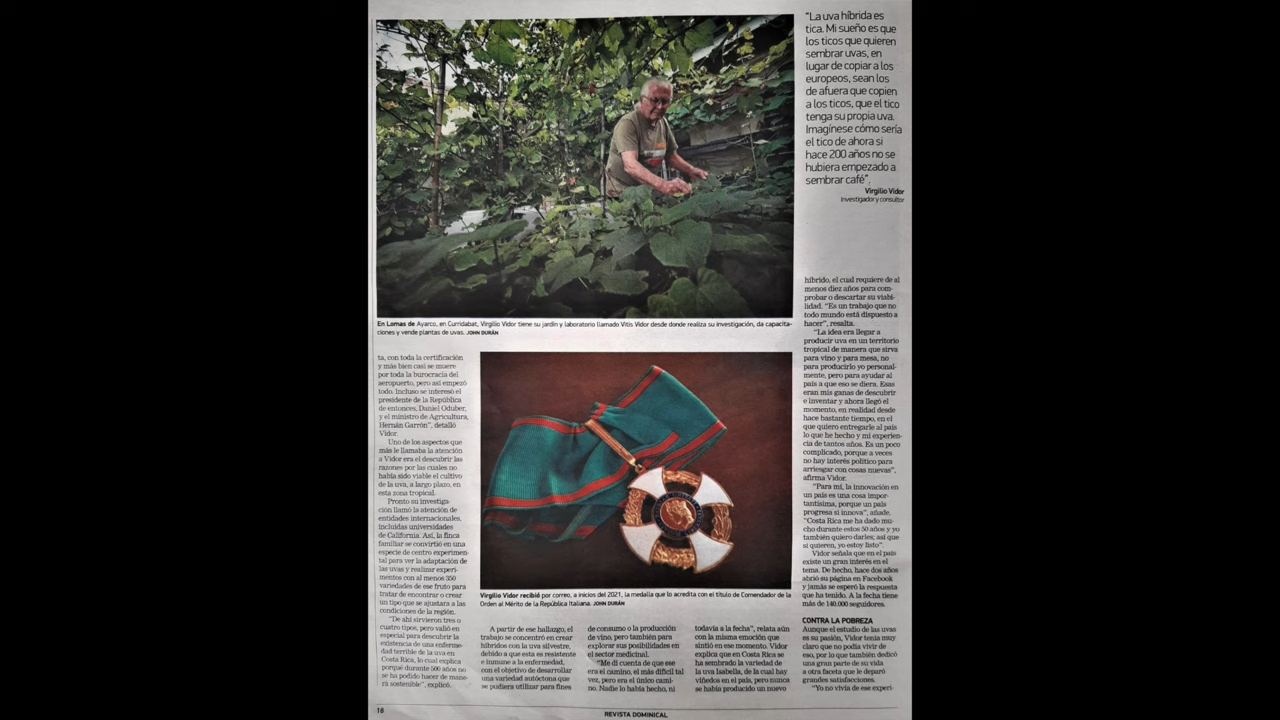 “La uva híbrida es
tica. Mi sueño es que
los ticos que quieren
sembrar uvas, en
lugar de copiar a los
europeos, sean los
de afuera que copien
a los ticos, que el tico
tenga su propia uva.
Imagínese cómo sería
el tico de ahora si
hace 200 años no se
hubiera empezado a
sembrar café”,
Virgilio Vidor
Investigador y consultor
En Lomas de Ayarco, en Curridabat, Virgilio Vidor tiene su jardín y laboratorio llamado Vitis Vidor desde donde realiza su investigación, da capacita-
ciones y vende plantas de uvas. JOHN DURÁN
ta, con toda la certificación
y más bien casi se muere
por toda la burocracia del
aeropuerto, pero así empezó
todo. Incluso se interesó el
presidente de la República
de entonces, Daniel Oduber,
y el ministro de Agricultura,
Hernán Garrón”, detalló
Vidor.
Uno de los aspectos que
más le llamaba la atención
a Vidor era el descubrir las
razones por las cuales no
había sido viable el cultivo
de la uva, a largo plazo, en
esta zona tropical.
Pronto su investiga-
ción llamó la atención de
entidades internacionales,
incluidas universidades
de California. Así, la finca
familiar se convirtió en una
especie de centro experimen-
tal para ver la adaptación de
las uvas y realizar experi-
mentos con al menos 350
variedades de ese fruto para
tratar de encontrar o crear
un tipo que se ajustara a las
condiciones de la región.
“De ahí sirvieron tres o
cuatro tipos, pero valió en
especial para descubrir la
existencia de una enferme-
dad terrible de la uva en
Costa Rica, lo cual explica
porqué durante 500 años no
se ha podido hacer de mane-
ra sostenible”, explicó.
Virgilio Vidor recibió por correo, a inicios del 2021, la medalla que lo acredita con el título de Comendador de la
Orden al Mérito de la República Italiana. JOHN DURÁN
A partir de ese hallazgo, el
trabajo se concentró en crear
híbridos con la uva silvestre,
debido a que esta es resistente
e inmune a la enfermedad,
con el objetivo de desarrollar
una variedad autóctona que
se pudiera utilizar para fines
de consumo o la producción
de vino, pero también para
explorar sus posibilidades en
el sector medicinal.
“Me di cuenta de que ese
era el camino, el más difícil tal
vez, pero era el único cami-
no. Nadie lo había hecho, ni
todavía a la fecha”, relata aún
con la misma emoción que
sintió en ese momento. Vidor
explica que en Costa Rica se
ha sembrado la variedad de
la uva Isabella, de la cual hay
viñedos en el país, pero nunca
se había producido un nuevo
híbrido, el cual requiere de al
menos diez años para com-
probar o descartar su viabi-
lidad. “Es un trabajo que no
todo mundo está dispuesto a
hacer”, resalta.
“La idea era llegar a
producir uva en un territorio
tropical de manera que sirva
para vino y para mesa, no
para producirlo yo personal-
mente, pero para ayudar al
país a que eso se diera. Esas
eran mis ganas de descubrir
e inventar y ahora llegó el
momento, en realidad desde
hace bastante tiempo, en el
que quiero entregarle al país
lo que he hecho y mi experien-
cia de tantos años. Es un poco
complicado, porque a veces
no hay interés político para
arriesgar con cosas nuevas”,
afirma Vidor.
“Para mí, la innovación en
un país es una cosa impor-
tantísima, porque un país
progresa si innova”, añade.
“Costa Rica me ha dado mu-
cho durante estos 50 años y yo
también quiero darles; así que
si quieren, yo estoy listo”.
Vidor señala que en el país
existe un gran interés en el
tema. De hecho, hace dos años
abrió su página en Facebook
y jamás se esperó la respuesta
que ha tenido. A la fecha tiene
más de 140.000 seguidores.
CONTRA LA POBREZA
Aunque el estudio de las uvas
es su pasión, Vidor tenía muy
claro que no podía vivir de
eso, por lo que también dedicó
una gran parte de su vida
a otra faceta que le deparó
grandes satisfacciones.
“Yo no vivía de ese experi-
16
REVISTA DOMINICAL